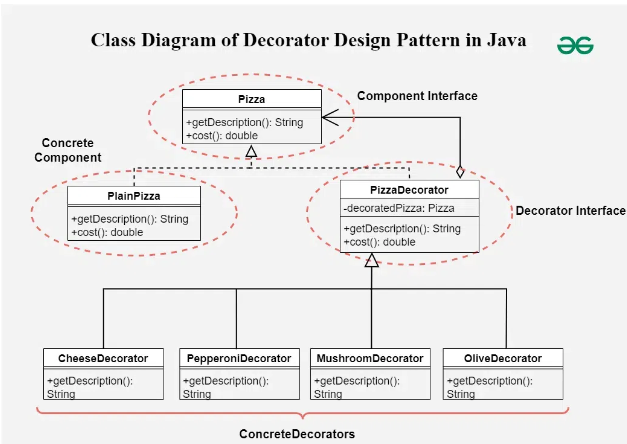 Class Diagram of Decorator Design Pattern in Java
Pizza
+getDescription(): String
+cost(): double
Component Interface
Concrete
Component
PlainPizza
+getDescription(): String
+cost(): double
PizzaDecorator
-decoratedPizza: Pizza
+getDescription(): String
+cost(): double
Decorator Interface
CheeseDecorator
+getDescription():
String
PepperoniDecorator
+getDescription():
String
MushroomDecorator
+getDescription():
String
OliveDecorator
+getDescription():
String
ConcreteDecorators